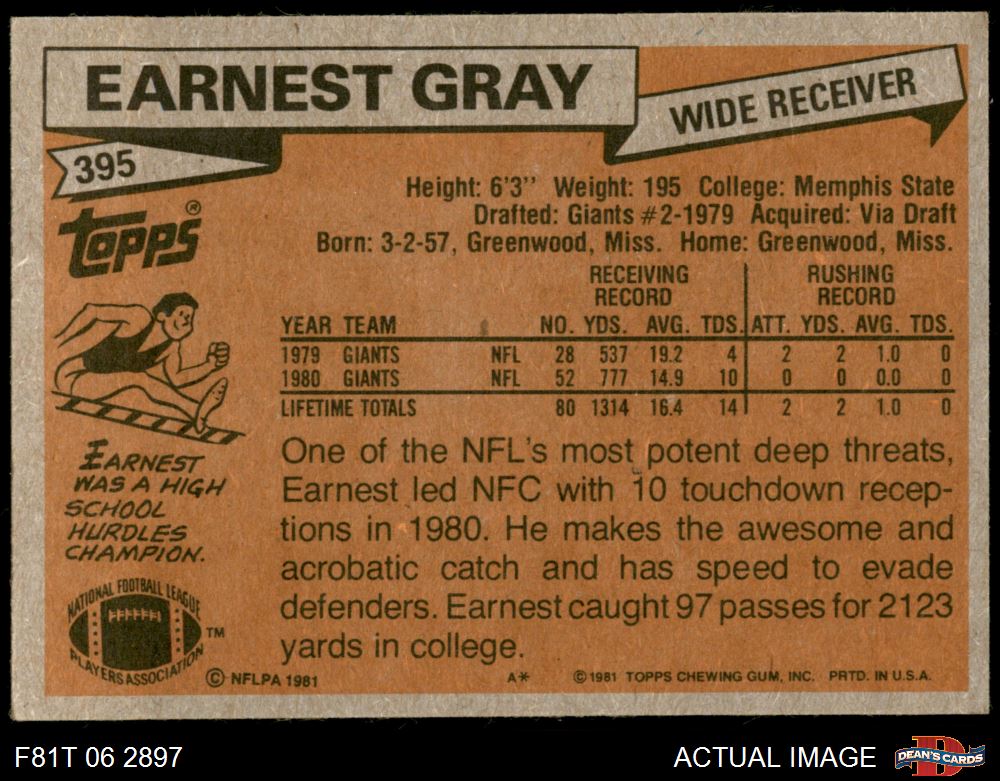 EARNEST GRAY
WIDE RECEIVER
395
topps®
Height: 6'3" Weight: 195 College: Memphis State
Drafted: Giants #2-1979 Acquired: Via Draft
Born: 3-2-57, Greenwood, Miss. Home: Greenwood, Miss.
RECEIVING RECORD RUSHING RECORD
YEAR TEAM NO. YDS. AVG. TDS. ATT. YDS. AVG. TDS.
1979 GIANTS NFL 28 537 19.2 4 2 2 1.0 0
1980 GIANTS NFL 52 777 14.9 10 0 0 0.0 0
LIFETIME TOTALS 80 1314 16.4 14 2 2 1.0 0
EARNEST
WAS A HIGH
SCHOOL
HURDLES
CHAMPION.
One of the NFL's most potent deep threats,
Earnest led NFC with 10 touchdown recep-
tions in 1980. He makes the awesome and
acrobatic catch and has speed to evade
defenders. Earnest caught 97 passes for 2123
yards in college.
NATIONAL FOOTBALL LEAGUE
PLAYERS ASSOCIATION
TM
© NFLPA 1981 A* © 1981 TOPPS CHEWING GUM, INC. PRTD. IN U.S.A.
F81T 06 2897 ACTUAL IMAGE
D
DEAN'S CARDS